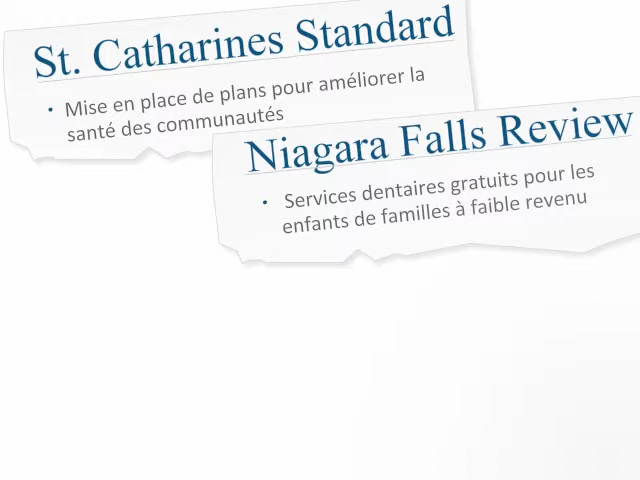 St. Catharines Standard
• Mise en place de plans pour améliorer la
santé des communautés
Niagara Falls Review
• Services dentaires gratuits pour les
enfants de familles à faible revenu